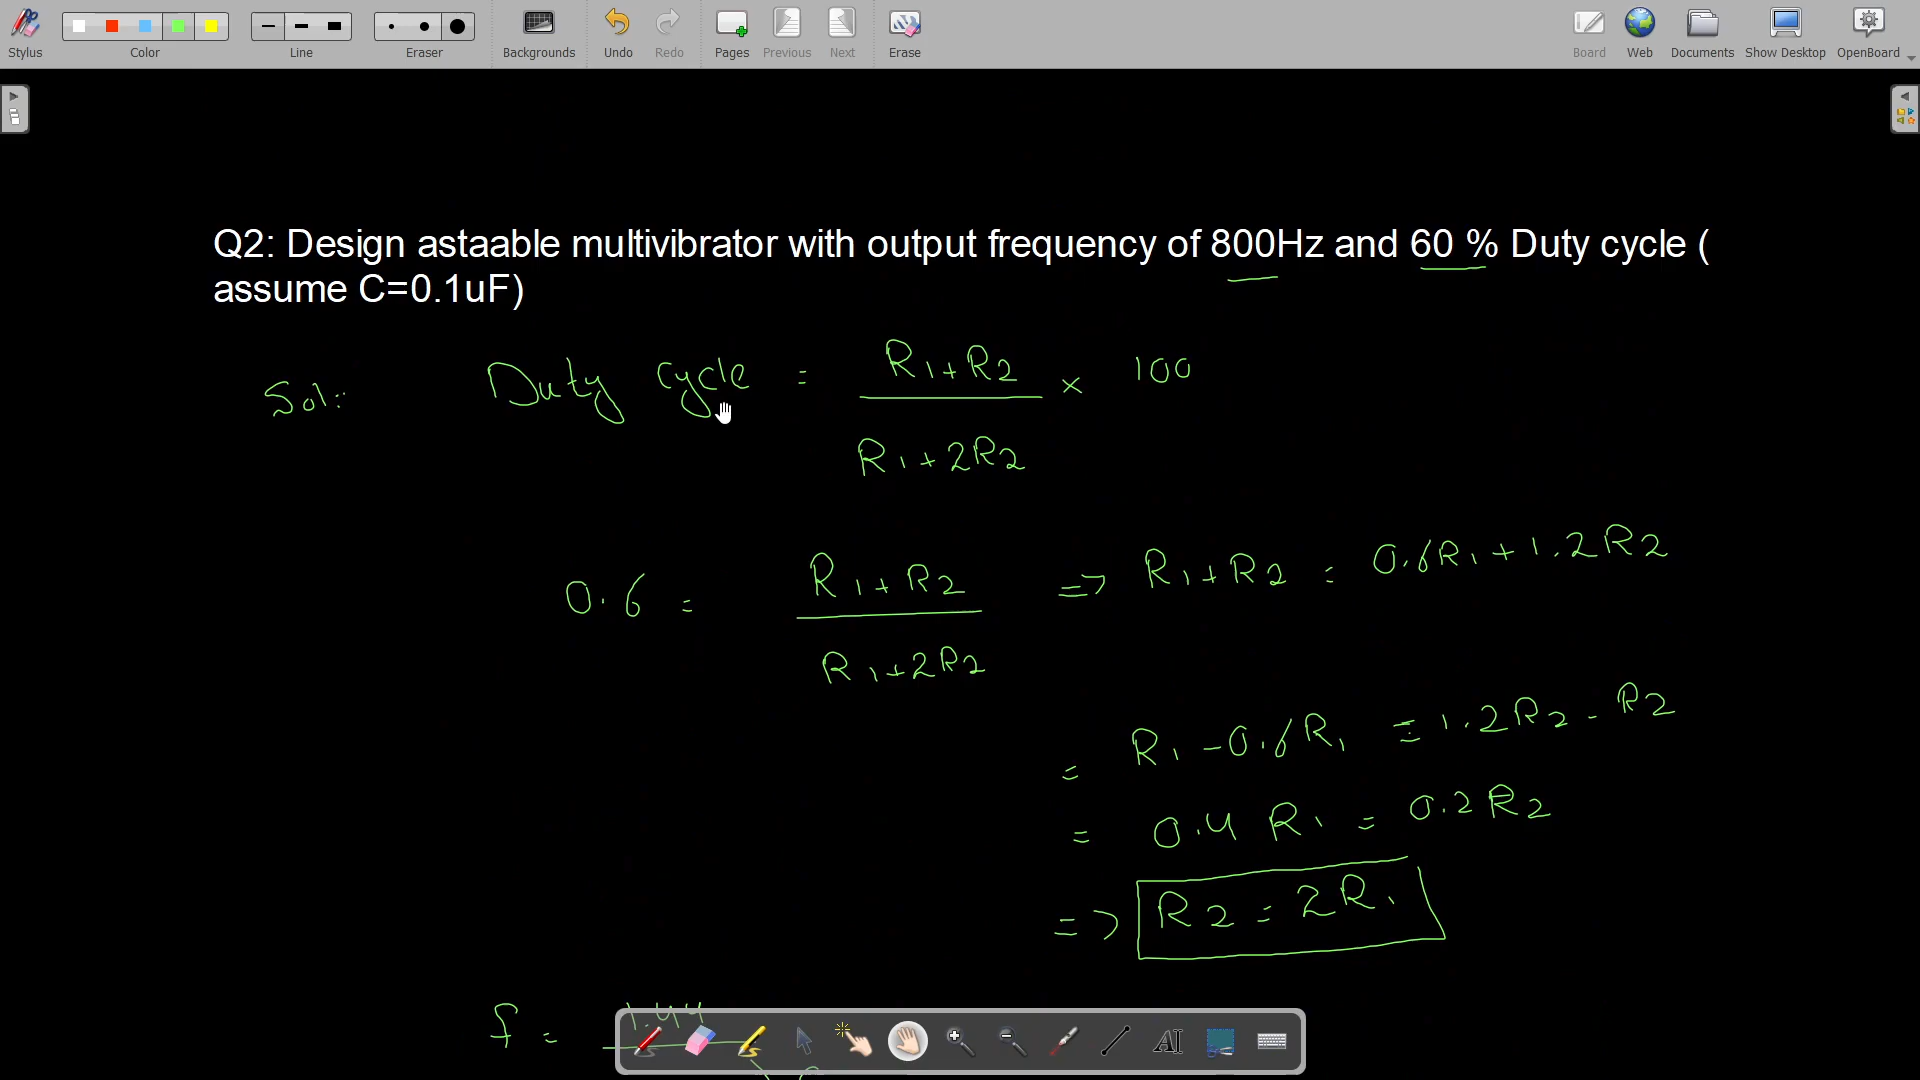 Stylus Color Line Eraser Backgrounds Undo Redo Pages Previous Next Erase Board Web Documents Show Desktop OpenBoard
Q2: Design astaable multivibrator with output frequency of 800Hz and 60 % Duty cycle (
assume C=0.1uF)
Sol: Duty cycle = R1+R2 / R1+2R2 × 100
0.6 = R1+R2 / R1+2R2 => R1+R2 = 0.6R1+1.2R2
= R1-0.6R1 = 1.2R2-R2
= 0.4R1 = 0.2R2
=> R2=2R1
f = 1.44
AI